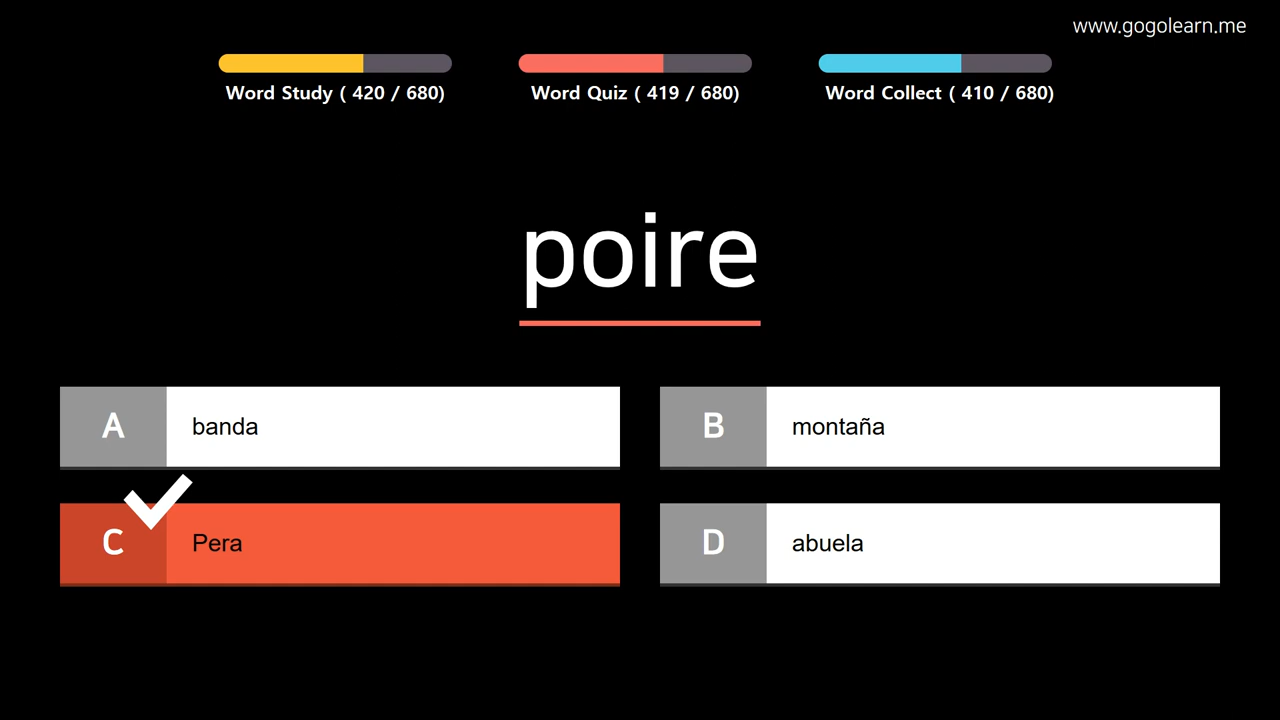 www.gogolearn.me
Word Study ( 420 / 680)
Word Quiz ( 419 / 680)
Word Collect ( 410 / 680)
poire
A banda
B montaña
C Pera
D abuela